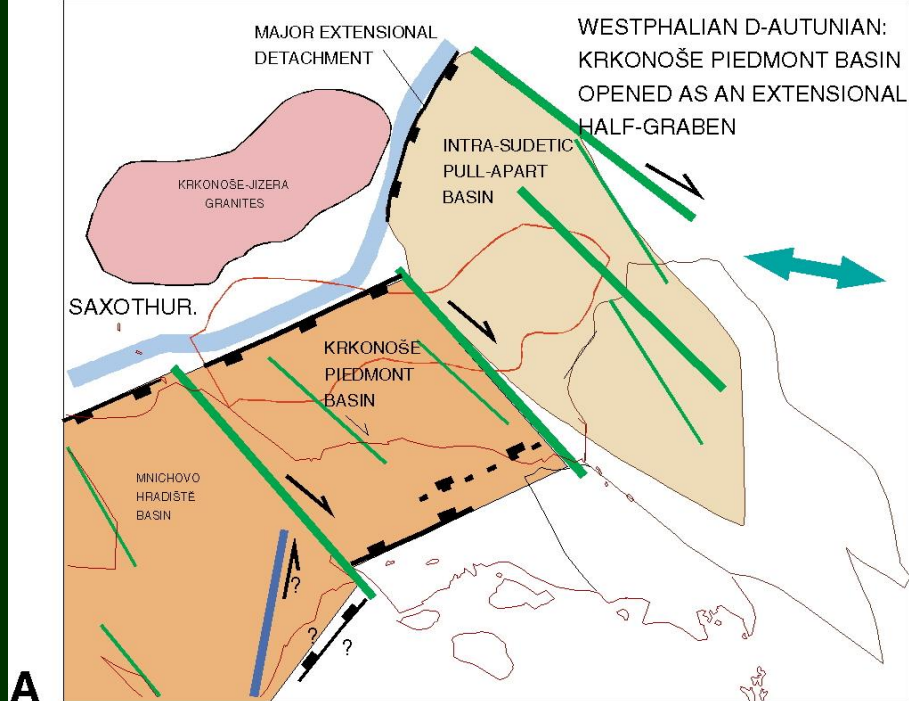 MAJOR EXTENSIONAL
DETACHMENT
WESTPHALIAN D-AUTUNIAN:
KRKONOŠE PIEDMONT BASIN
OPENED AS AN EXTENSIONAL
HALF-GRABEN
INTRA-SUDETIC
PULL-APART
BASIN
KRKONOŠE-JIZERA
GRANITES
SAXOTHUR.
KRKONOŠE
PIEDMONT
BASIN
MNICHOVO
HRADIŠTĚ
BASIN
?
?
?
A